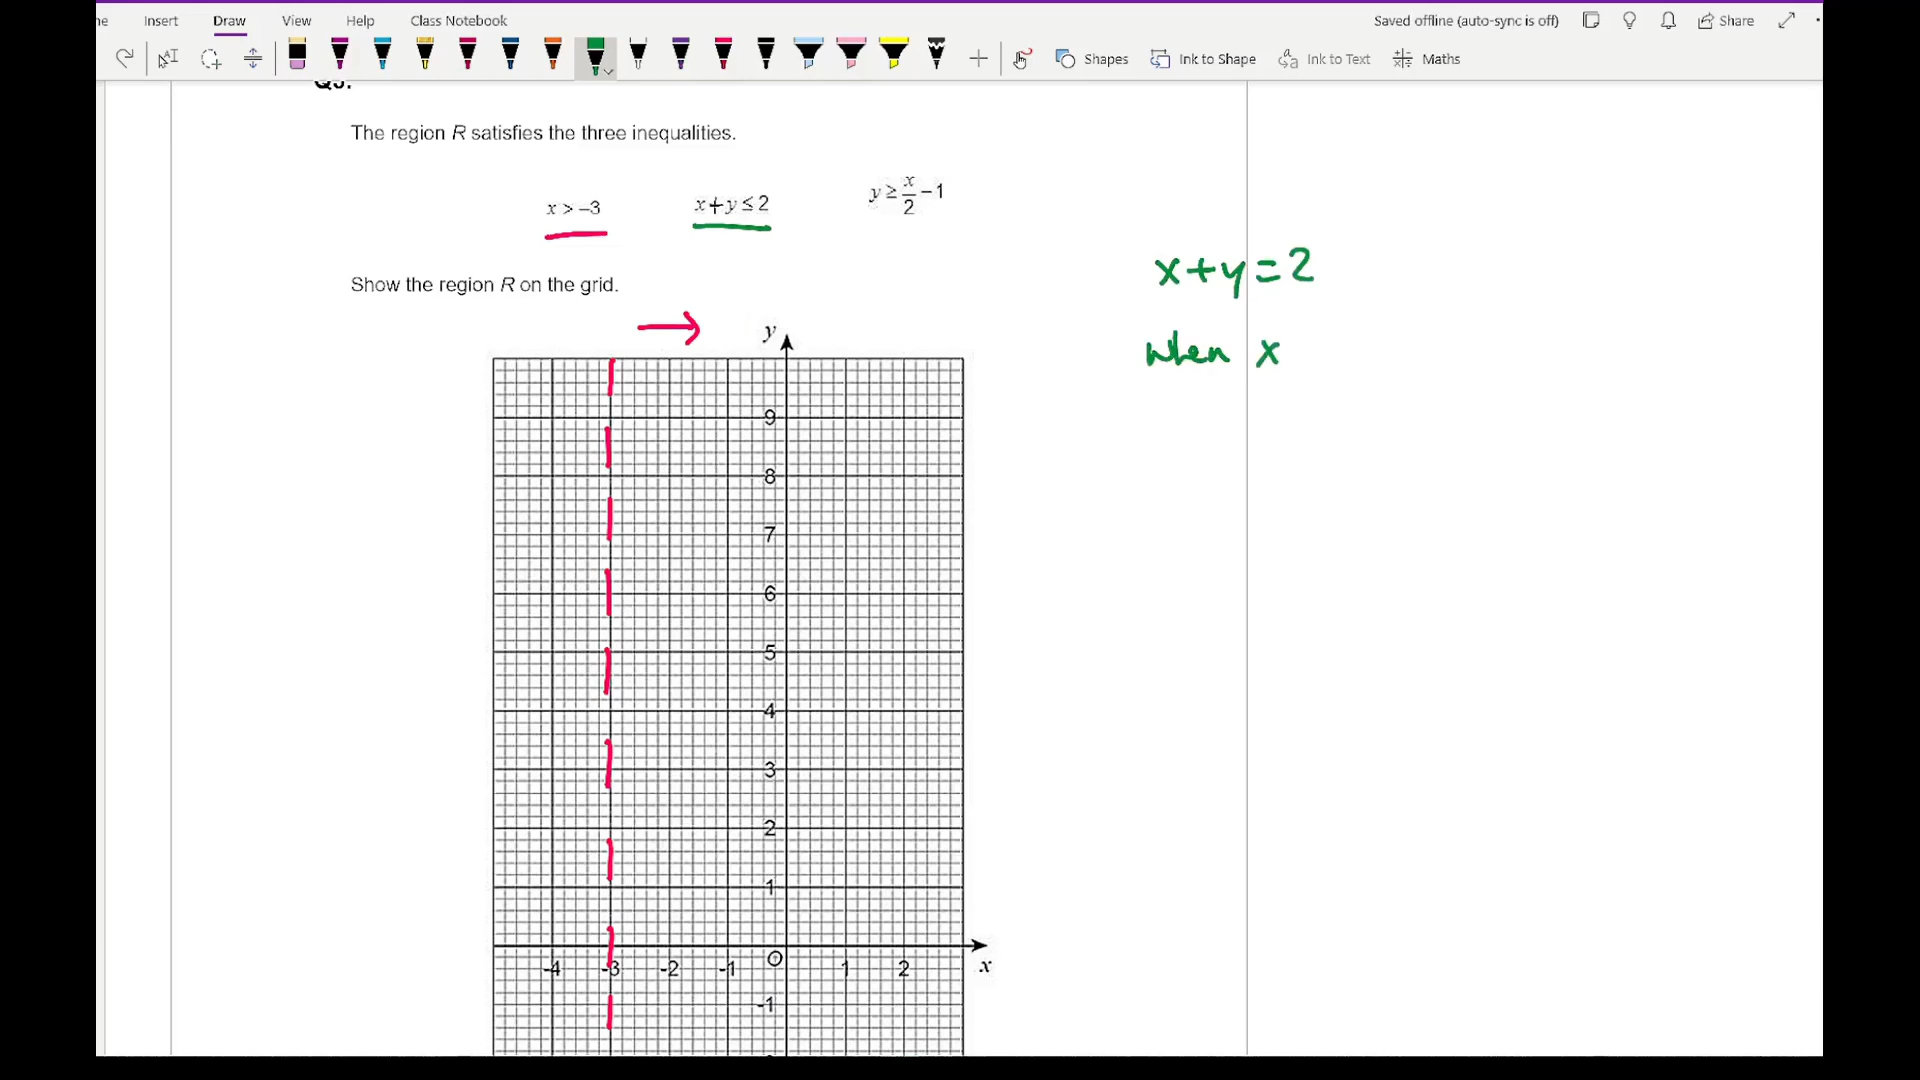 Insert Draw View Help Class Notebook Saved offline (auto-sync is off) Share
Shapes Ink to Shape Ink to Text Maths
The region R satisfies the three inequalities.
x > -3 x + y ≤ 2 y ≥ x/2 - 1
x + y = 2
Show the region R on the grid.
when x
y
9
8
7
6
5
4
3
2
1
-4 -3 -2 -1 O 1 2 x
-1